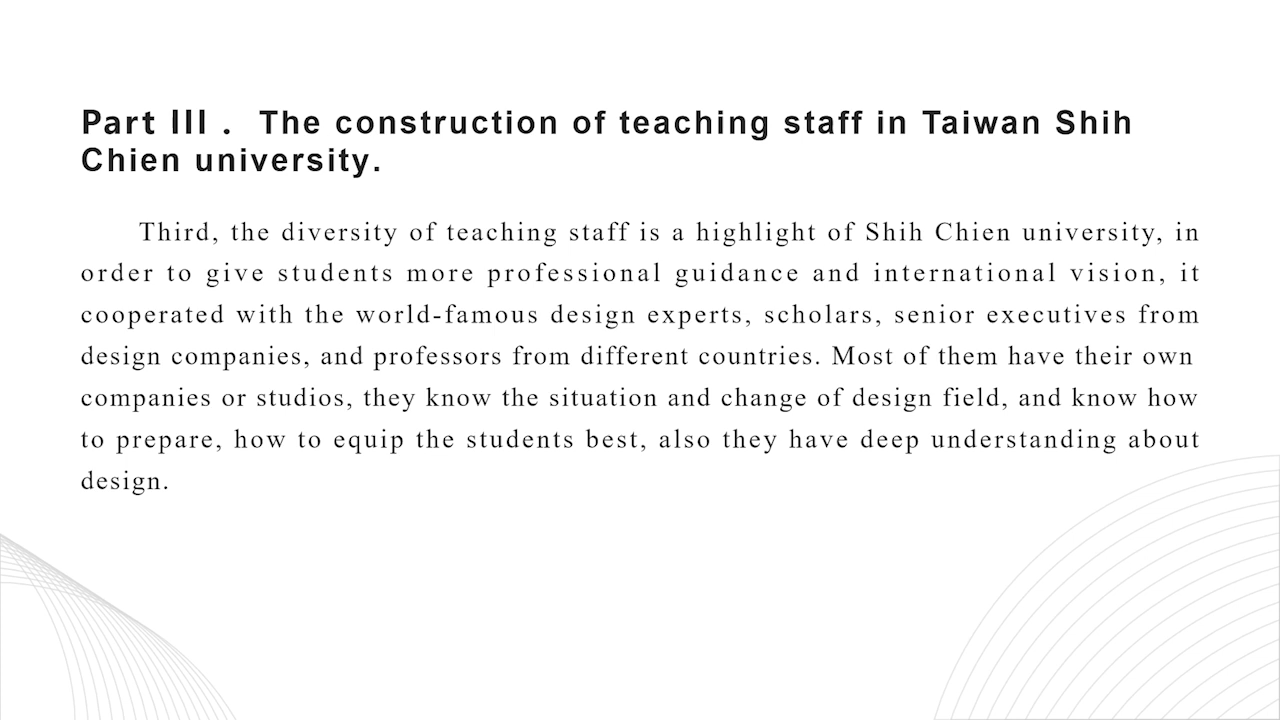 Part III . The construction of teaching staff in Taiwan Shih
Chien university.
Third, the diversity of teaching staff is a highlight of Shih Chien university, in
order to give students more professional guidance and international vision, it
cooperated with the world-famous design experts, scholars, senior executives from
design companies, and professors from different countries. Most of them have their own
companies or studios, they know the situation and change of design field, and know how
to prepare, how to equip the students best, also they have deep understanding about
design.